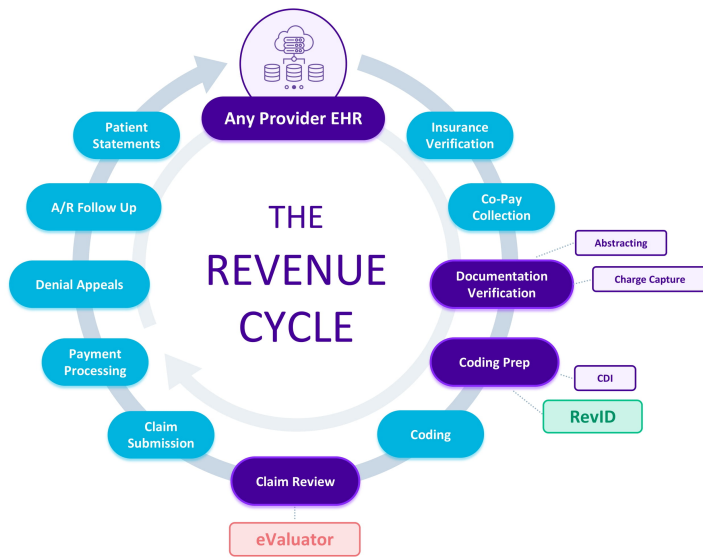 Any Provider EHR
Insurance
Verification
Co-Pay
Collection
Documentation
Verification
Abstracting
Charge Capture
Coding Prep
CDI
RevID
Coding
Claim Review
eValuator
Claim
Submission
Payment
Processing
Denial Appeals
A/R Follow Up
Patient
Statements
THE
REVENUE
CYCLE